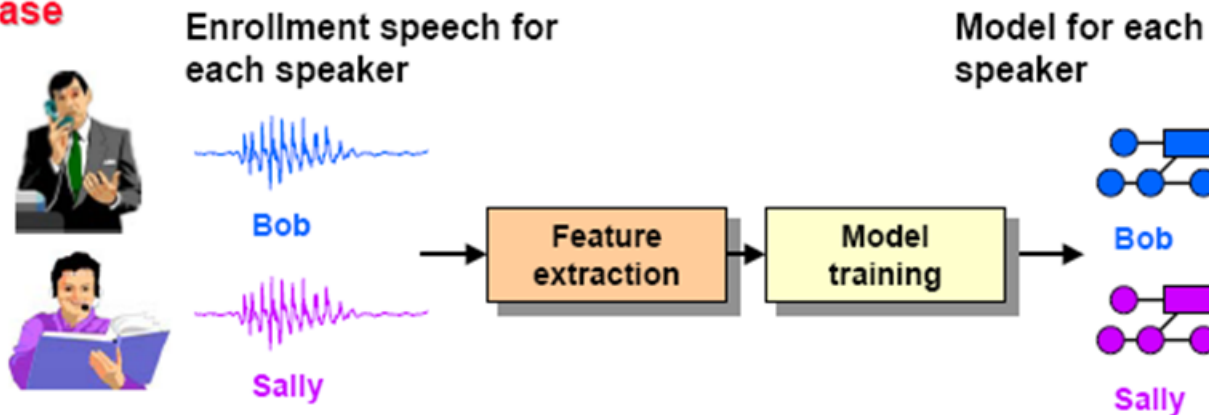 ase
Enrollment speech for
each speaker
Model for each
speaker
Bob
Sally
Feature
extraction
Model
training
Bob
Sally